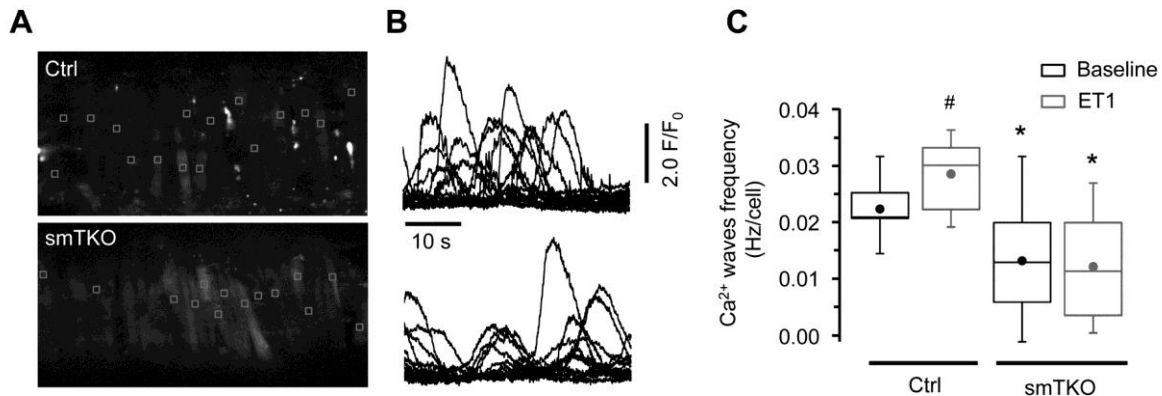 A
B
C
Ctrl
smTKO
2.0 F/F₀
10 s
Baseline
ET1
Ca²⁺ waves frequency
(Hz/cell)
0.04
0.03
0.02
0.01
0.00
#
*
*
Ctrl
smTKO